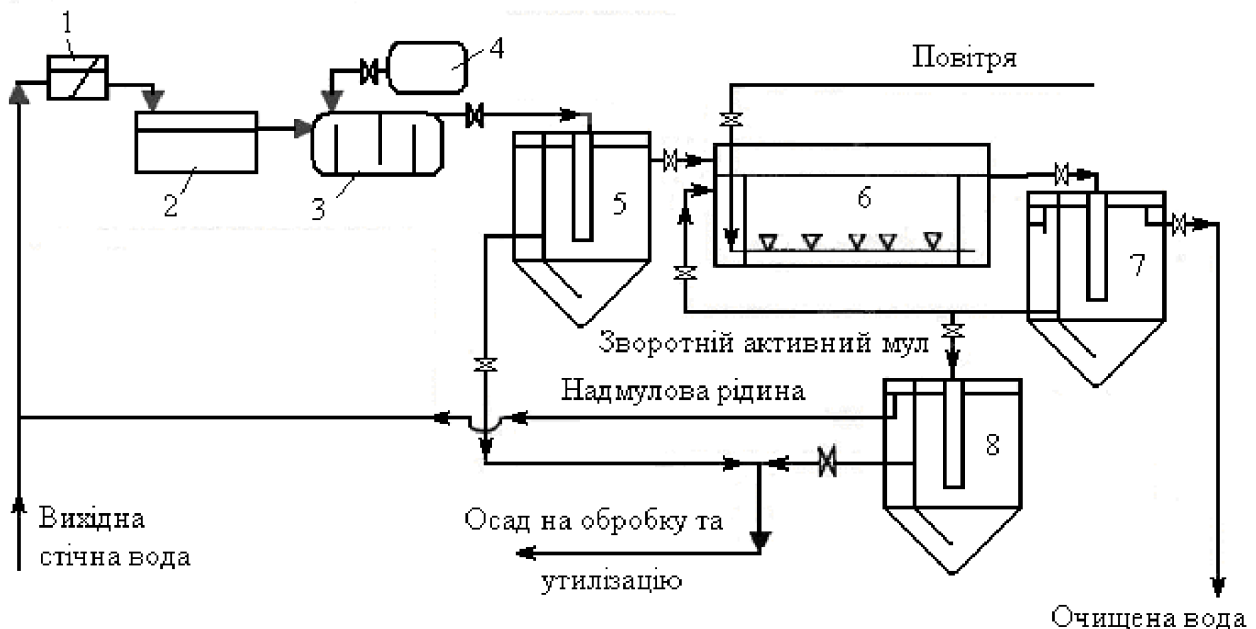 1
4
Повітря
2
3
5
6
7
Зворотній активний мул
Надмулова рідина
8
Вихідна
стічна вода
Осад на обробку та
утилізацію
Очищена вода